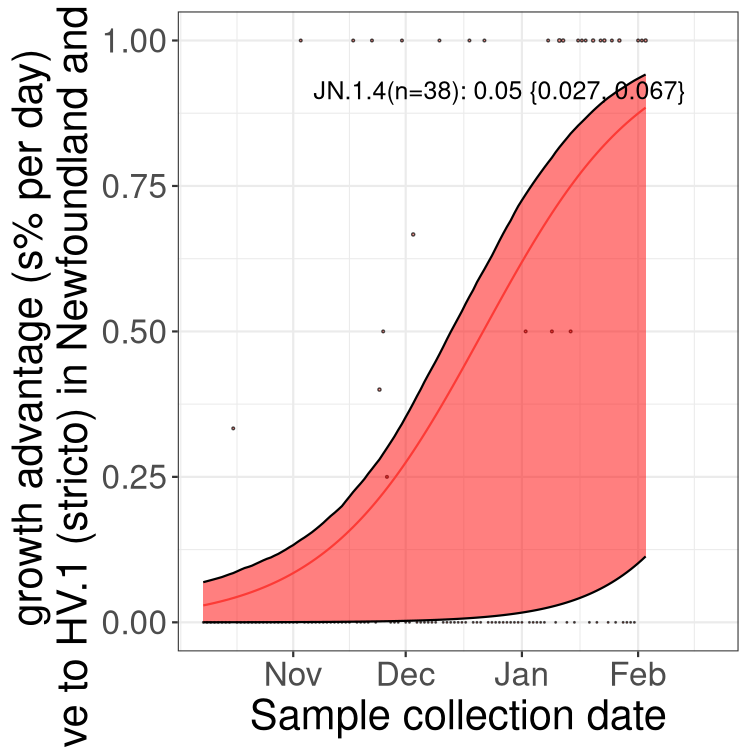 growth advantage (s% per day)
ve to HV.1 (stricto) in Newfoundland and
1.00
0.75
0.50
0.25
0.00
JN.1.4(n=38): 0.05 {0.027, 0.067}
Nov Dec Jan Feb
Sample collection date